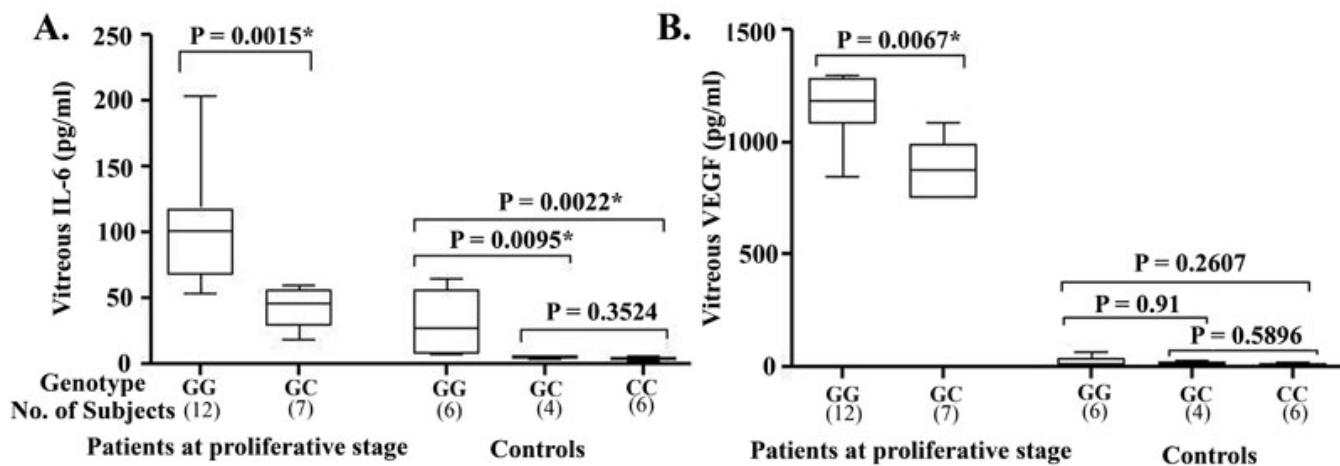 A.
Vitreous IL-6 (pg/ml)
250
200
150
100
50
0
P = 0.0015*
P = 0.0022*
P = 0.0095*
P = 0.3524
Genotype GG GC GG GC CC
No. of Subjects (12) (7) (6) (4) (6)
Patients at proliferative stage Controls
B.
Vitreous VEGF (pg/ml)
1500
1000
500
0
P = 0.0067*
P = 0.2607
P = 0.91
P = 0.5896
GG GC GG GC CC
(12) (7) (6) (4) (6)
Patients at proliferative stage Controls